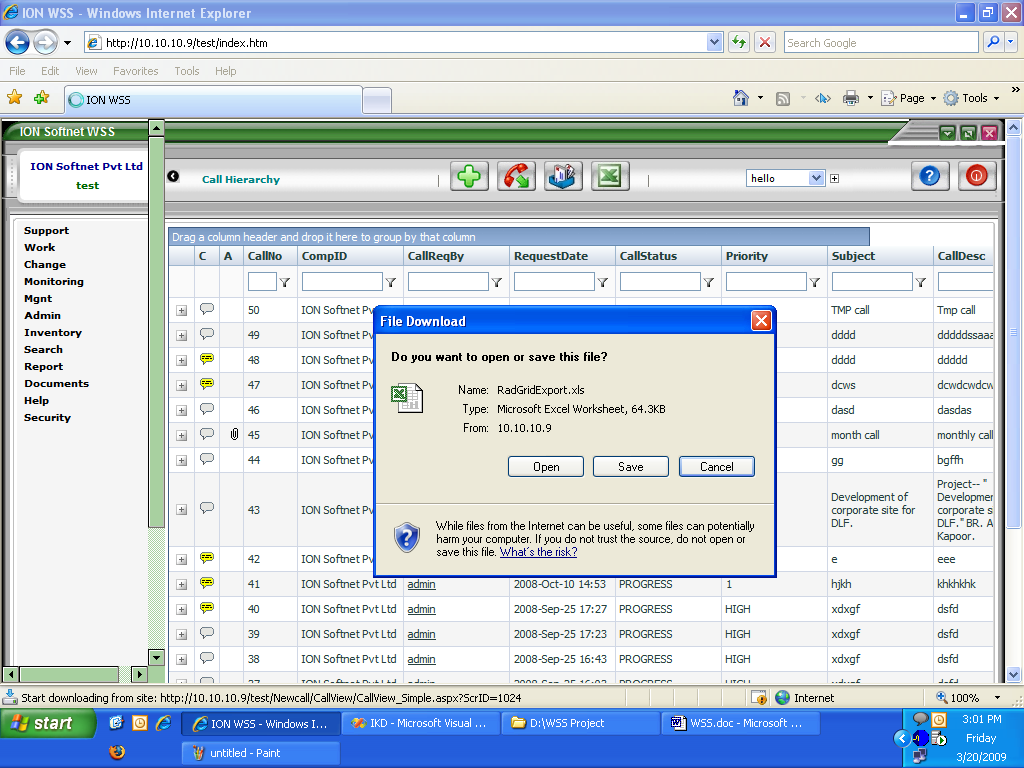 ION WSS - Windows Internet Explorer
http://10.10.10.9/test/index.htm
Search Google
File Edit View Favorites Tools Help
ION WSS
Page Tools
ION Softnet WSS
ION Softnet Pvt Ltd
test
Call Hierarchy
hello
Support
Work
Change
Monitoring
Mgnt
Admin
Inventory
Search
Report
Documents
Help
Security
Drag a column header and drop it here to group by that column
C A CallNo CompID CallReqBy RequestDate CallStatus Priority Subject CallDesc
50 ION Softnet Pv TMP call Tmp call
49 ION Softnet Pv dddd dddddssaaa
48 ION Softnet Pv dddd ddddd
47 ION Softnet Pv dcws dcwdcwdcw
46 ION Softnet Pv dasd dasdas
45 ION Softnet Pv month call monthly call
44 ION Softnet Pv gg bgffh
43 ION Softnet Pv Development of corporate site for DLF. Project-- " Developmen corporate s DLF." BR. A Kapoor.
42 ION Softnet Pv e eee
41 ION Softnet Pvt Ltd admin 2008-Oct-10 14:53 PROGRESS 1 hjkh khkhkhk
40 ION Softnet Pvt Ltd admin 2008-Sep-25 17:27 PROGRESS HIGH xdxgf dsfd
39 ION Softnet Pvt Ltd admin 2008-Sep-25 17:23 PROGRESS HIGH xdxgf dsfd
38 ION Softnet Pvt Ltd admin 2008-Sep-25 16:43 PROGRESS HIGH xdxgf dsfd
File Download
Do you want to open or save this file?
Name: RadGridExport.xls
Type: Microsoft Excel Worksheet, 64.3KB
From: 10.10.10.9
Open Save Cancel
While files from the Internet can be useful, some files can potentially
harm your computer. If you do not trust the source, do not open or
save this file. What's the risk?
Start downloading from site: http://10.10.10.9/test/Newcall/CallView/CallView_Simple.aspx?ScrID=1024
Internet
100%
start
ION WSS - Windows I...
IKD - Microsoft Visual ...
D:\WSS Project
WSS.doc - Microsoft ...
untitled - Paint
3:01 PM
Friday
3/20/2009